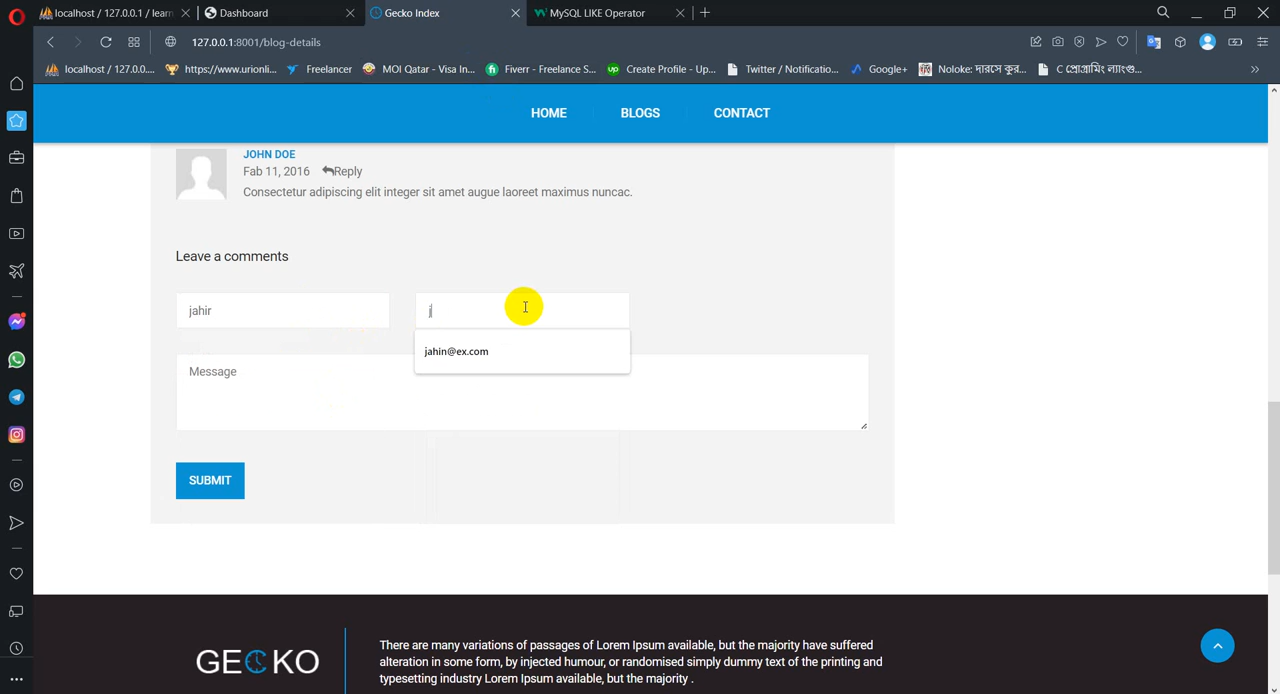 localhost / 127.0.0.1 / learn
Dashboard
Gecko Index
MySQL LIKE Operator
127.0.0.1:8001/blog-details
localhost / 127.0.0....
https://www.urionli...
Freelancer
MOI Qatar - Visa In...
Fiverr - Freelance S...
Create Profile - Up...
Twitter / Notificatio...
Google+
Noloke: দারসে কুর...
C প্রোগ্রামিং ল্যাংগু...
HOME
BLOGS
CONTACT
JOHN DOE
Fab 11, 2016
Reply
Consectetur adipiscing elit integer sit amet augue laoreet maximus nuncac.
Leave a comments
jahir
j
jahin@ex.com
Message
SUBMIT
GECKO
There are many variations of passages of Lorem Ipsum available, but the majority have suffered
alteration in some form, by injected humour, or randomised simply dummy text of the printing and
typesetting industry Lorem Ipsum available, but the majority .